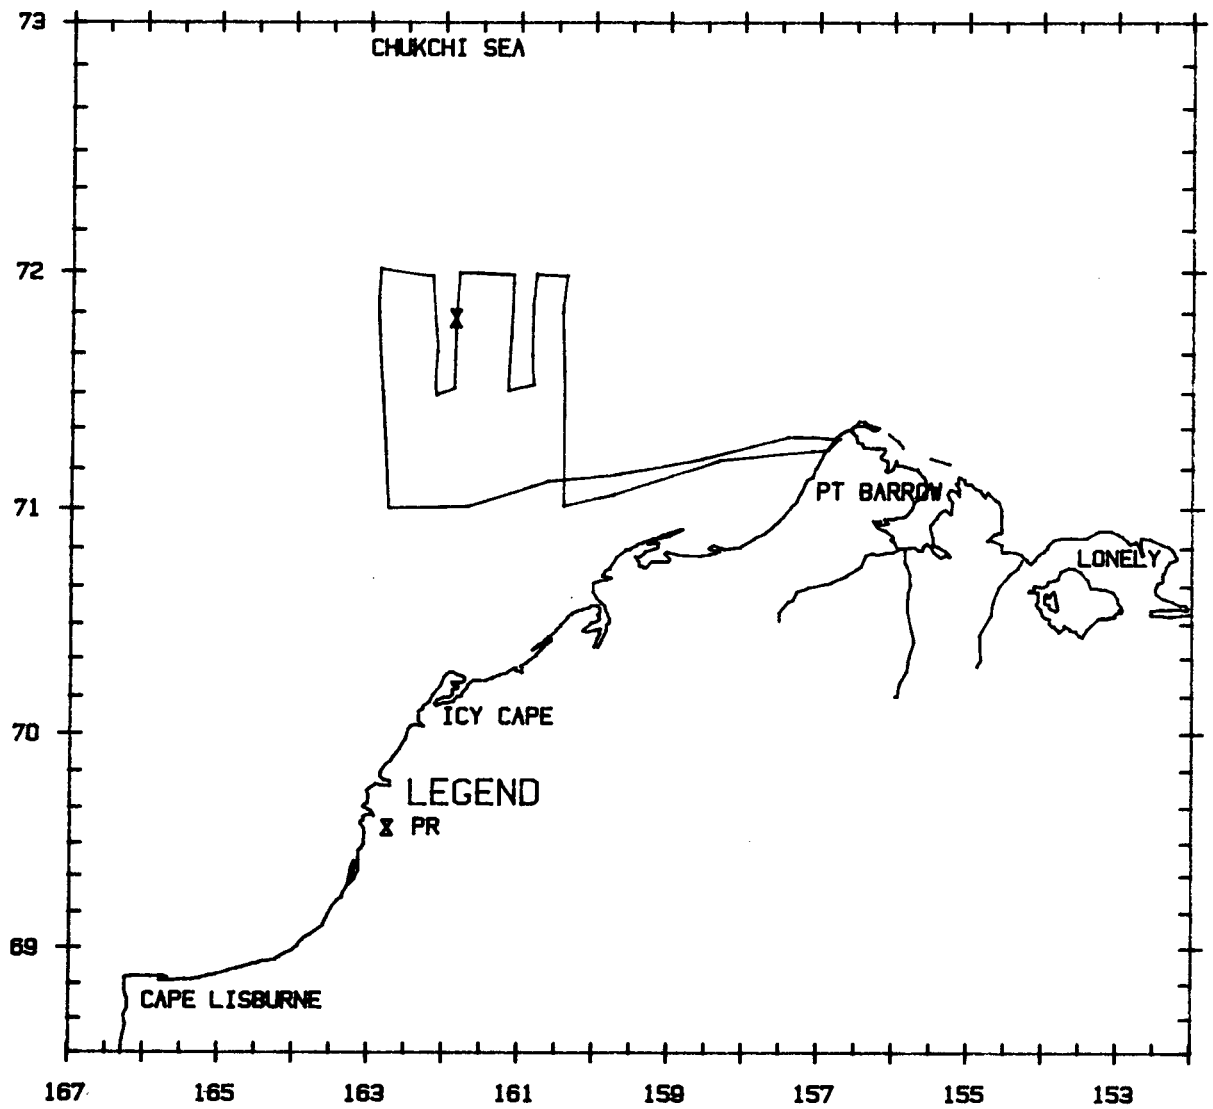 73
CHUKCHI SEA
72
71
PT BARROW
LONELY
ICY CAPE
70
LEGEND
PR
69
CAPE LISBURNE
167 165 163 161 159 157 155 153